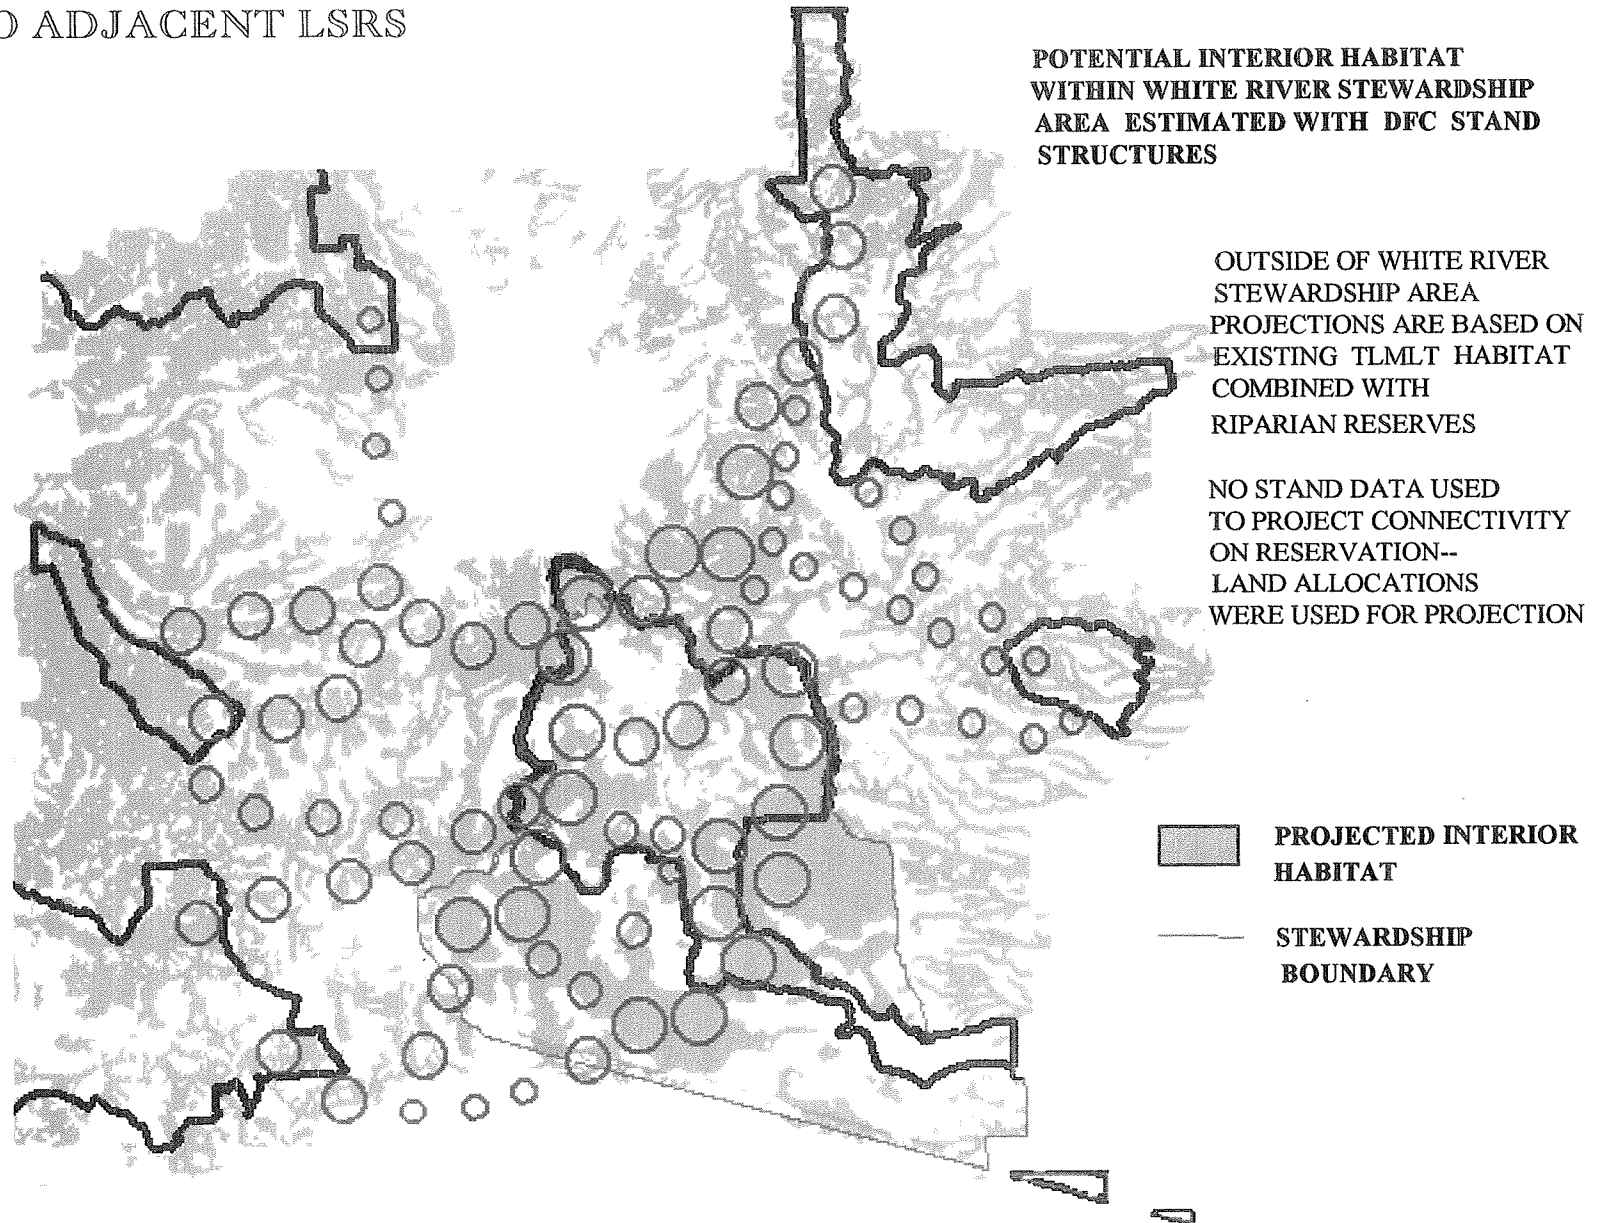 O ADJACENT LSRS
POTENTIAL INTERIOR HABITAT
WITHIN WHITE RIVER STEWARDSHIP
AREA ESTIMATED WITH DFC STAND
STRUCTURES
OUTSIDE OF WHITE RIVER
STEWARDSHIP AREA
PROJECTIONS ARE BASED ON
EXISTING TLMLT HABITAT
COMBINED WITH
RIPARIAN RESERVES
NO STAND DATA USED
TO PROJECT CONNECTIVITY
ON RESERVATION--
LAND ALLOCATIONS
WERE USED FOR PROJECTION
PROJECTED INTERIOR
HABITAT
STEWARDSHIP
BOUNDARY